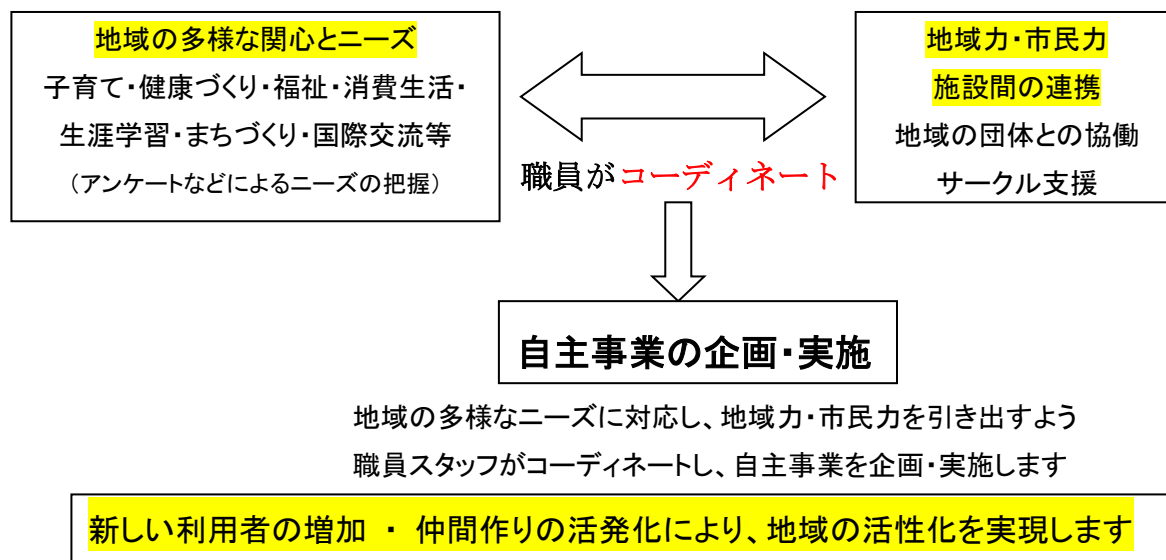 地域の多様な関心とニーズ
子育て・健康づくり・福祉・消費生活・
生涯学習・まちづくり・国際交流等
（アンケートなどによるニーズの把握）
地域力・市民力
施設間の連携
地域の団体との協働
サークル支援
職員がコーディネート
自主事業の企画・実施
地域の多様なニーズに対応し、地域力・市民力を引き出すよう
職員スタッフがコーディネートし、自主事業を企画・実施します
新しい利用者の増加 ・ 仲間作りの活発化により、地域の活性化を実現します